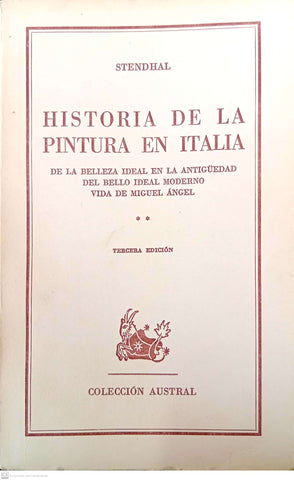 STENDHAL
HISTORIA DE LA
PINTURA EN ITALIA
DE LA BELLEZA IDEAL EN LA ANTIGÜEDAD
DEL BELLO IDEAL MODERNO
VIDA DE MIGUEL ÁNGEL
* *
TERCERA EDICIÓN
COLECCIÓN AUSTRAL